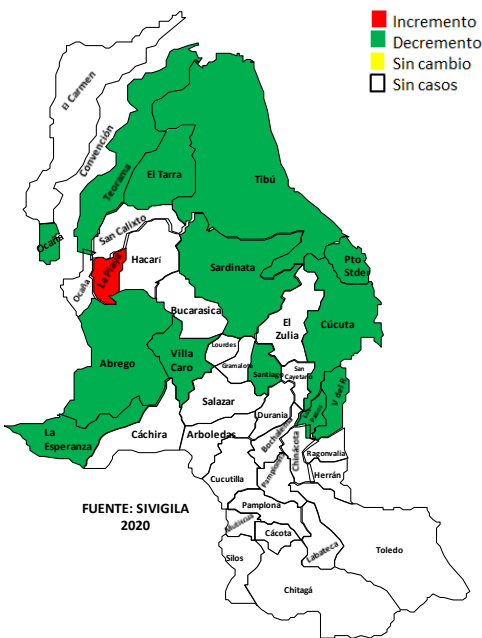 Incremento
Decremento
Sin cambio
Sin casos
El Carmen
Convención
Teorama
El Tarra
Tibú
Ocaña
San Calixto
La Playa
Hacarí
Ocaña
Sardinata
Pto
Stder
Bucarasica
El
Zulia
Cúcuta
Abrego
Villa
Caro
Lourdes
Gramalote
Santiago
San
Cayetano
V del R
Salazar
Durania
La
Esperanza
Cáchira
Arboledas
Bochalema
Chinácota
Ragonvalia
Herrán
Cucutilla
Pamplonita
FUENTE: SIVIGILA
2020
Pamplona
Mutiscua
Cácota
Labateca
Toledo
Silos
Chitagá